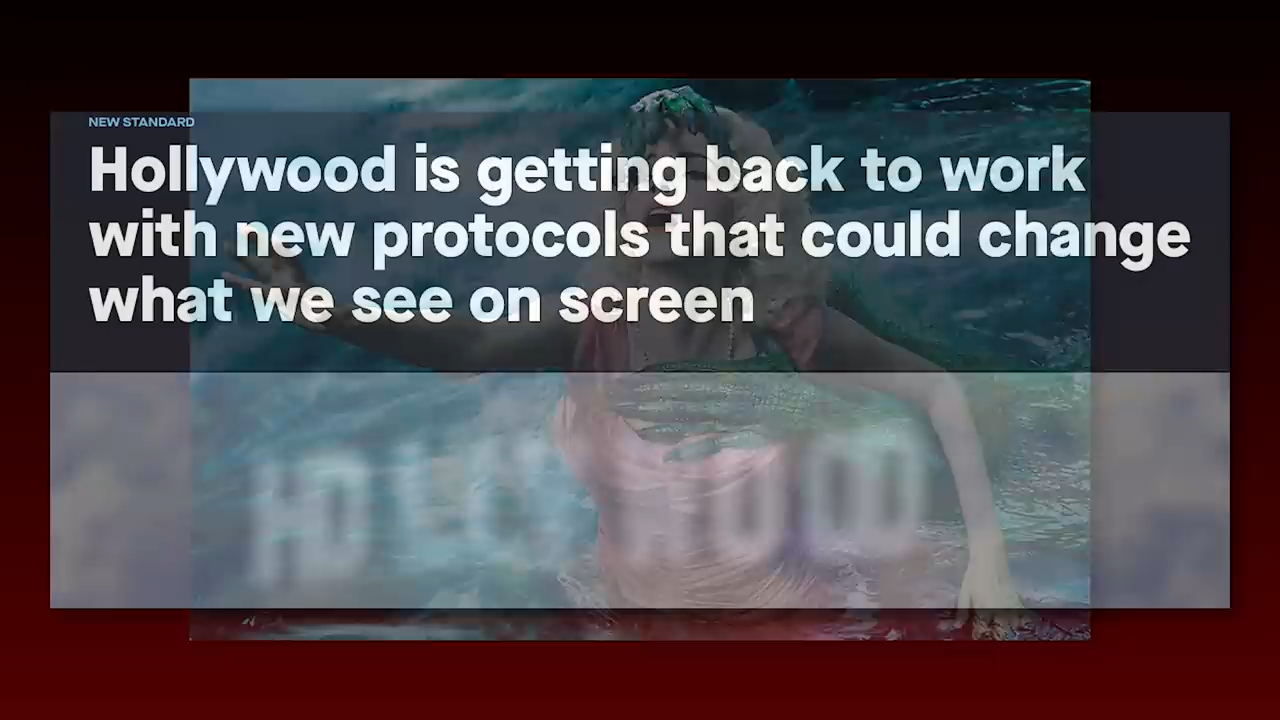 NEW STANDARD
Hollywood is getting back to work
with new protocols that could change
what we see on screen
HOLLYWOOD